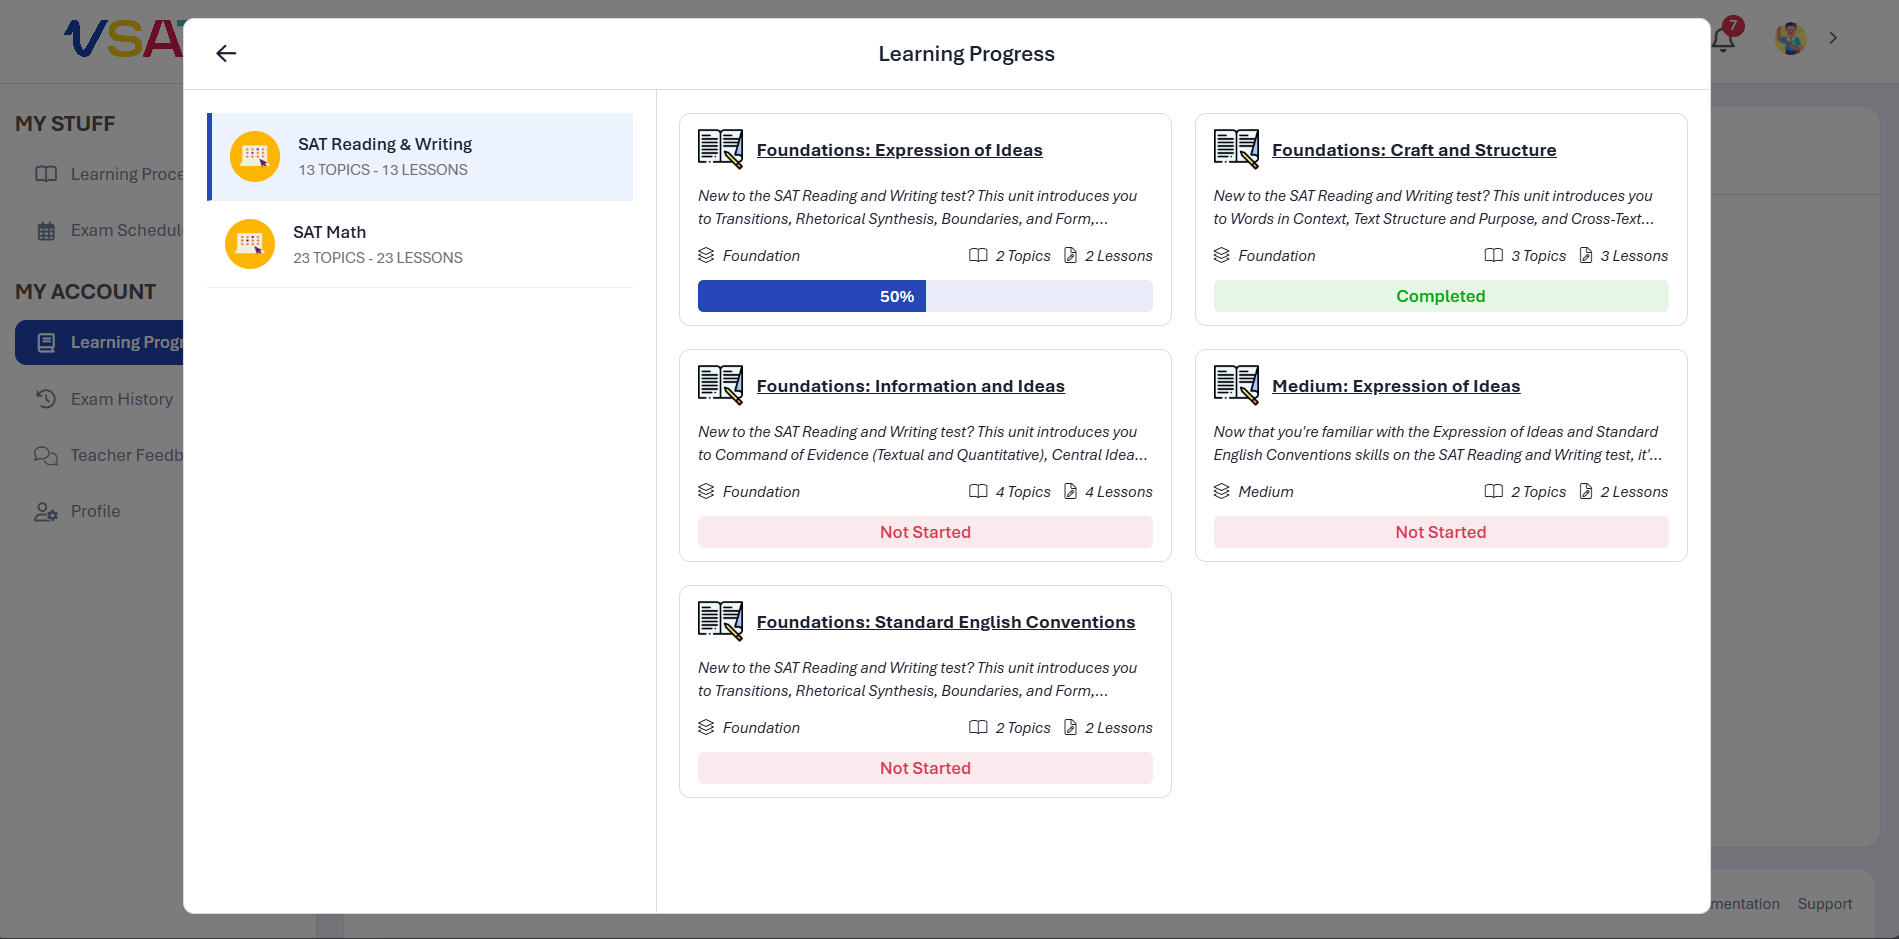 VSA
7
Learning Progress
MY STUFF
Learning Proce
Exam Schedul
MY ACCOUNT
Learning Progr
Exam History
Teacher Feedb
Profile
SAT Reading & Writing
13 TOPICS - 13 LESSONS
SAT Math
23 TOPICS - 23 LESSONS
Foundations: Expression of Ideas
New to the SAT Reading and Writing test? This unit introduces you
to Transitions, Rhetorical Synthesis, Boundaries, and Form,...
Foundation
2 Topics
2 Lessons
50%
Foundations: Craft and Structure
New to the SAT Reading and Writing test? This unit introduces you
to Words in Context, Text Structure and Purpose, and Cross-Text...
Foundation
3 Topics
3 Lessons
Completed
Foundations: Information and Ideas
New to the SAT Reading and Writing test? This unit introduces you
to Command of Evidence (Textual and Quantitative), Central Idea...
Foundation
4 Topics
4 Lessons
Not Started
Medium: Expression of Ideas
Now that you're familiar with the Expression of Ideas and Standard
English Conventions skills on the SAT Reading and Writing test, it'...
Medium
2 Topics
2 Lessons
Not Started
Foundations: Standard English Conventions
New to the SAT Reading and Writing test? This unit introduces you
to Transitions, Rhetorical Synthesis, Boundaries, and Form,...
Foundation
2 Topics
2 Lessons
Not Started
mentation
Support